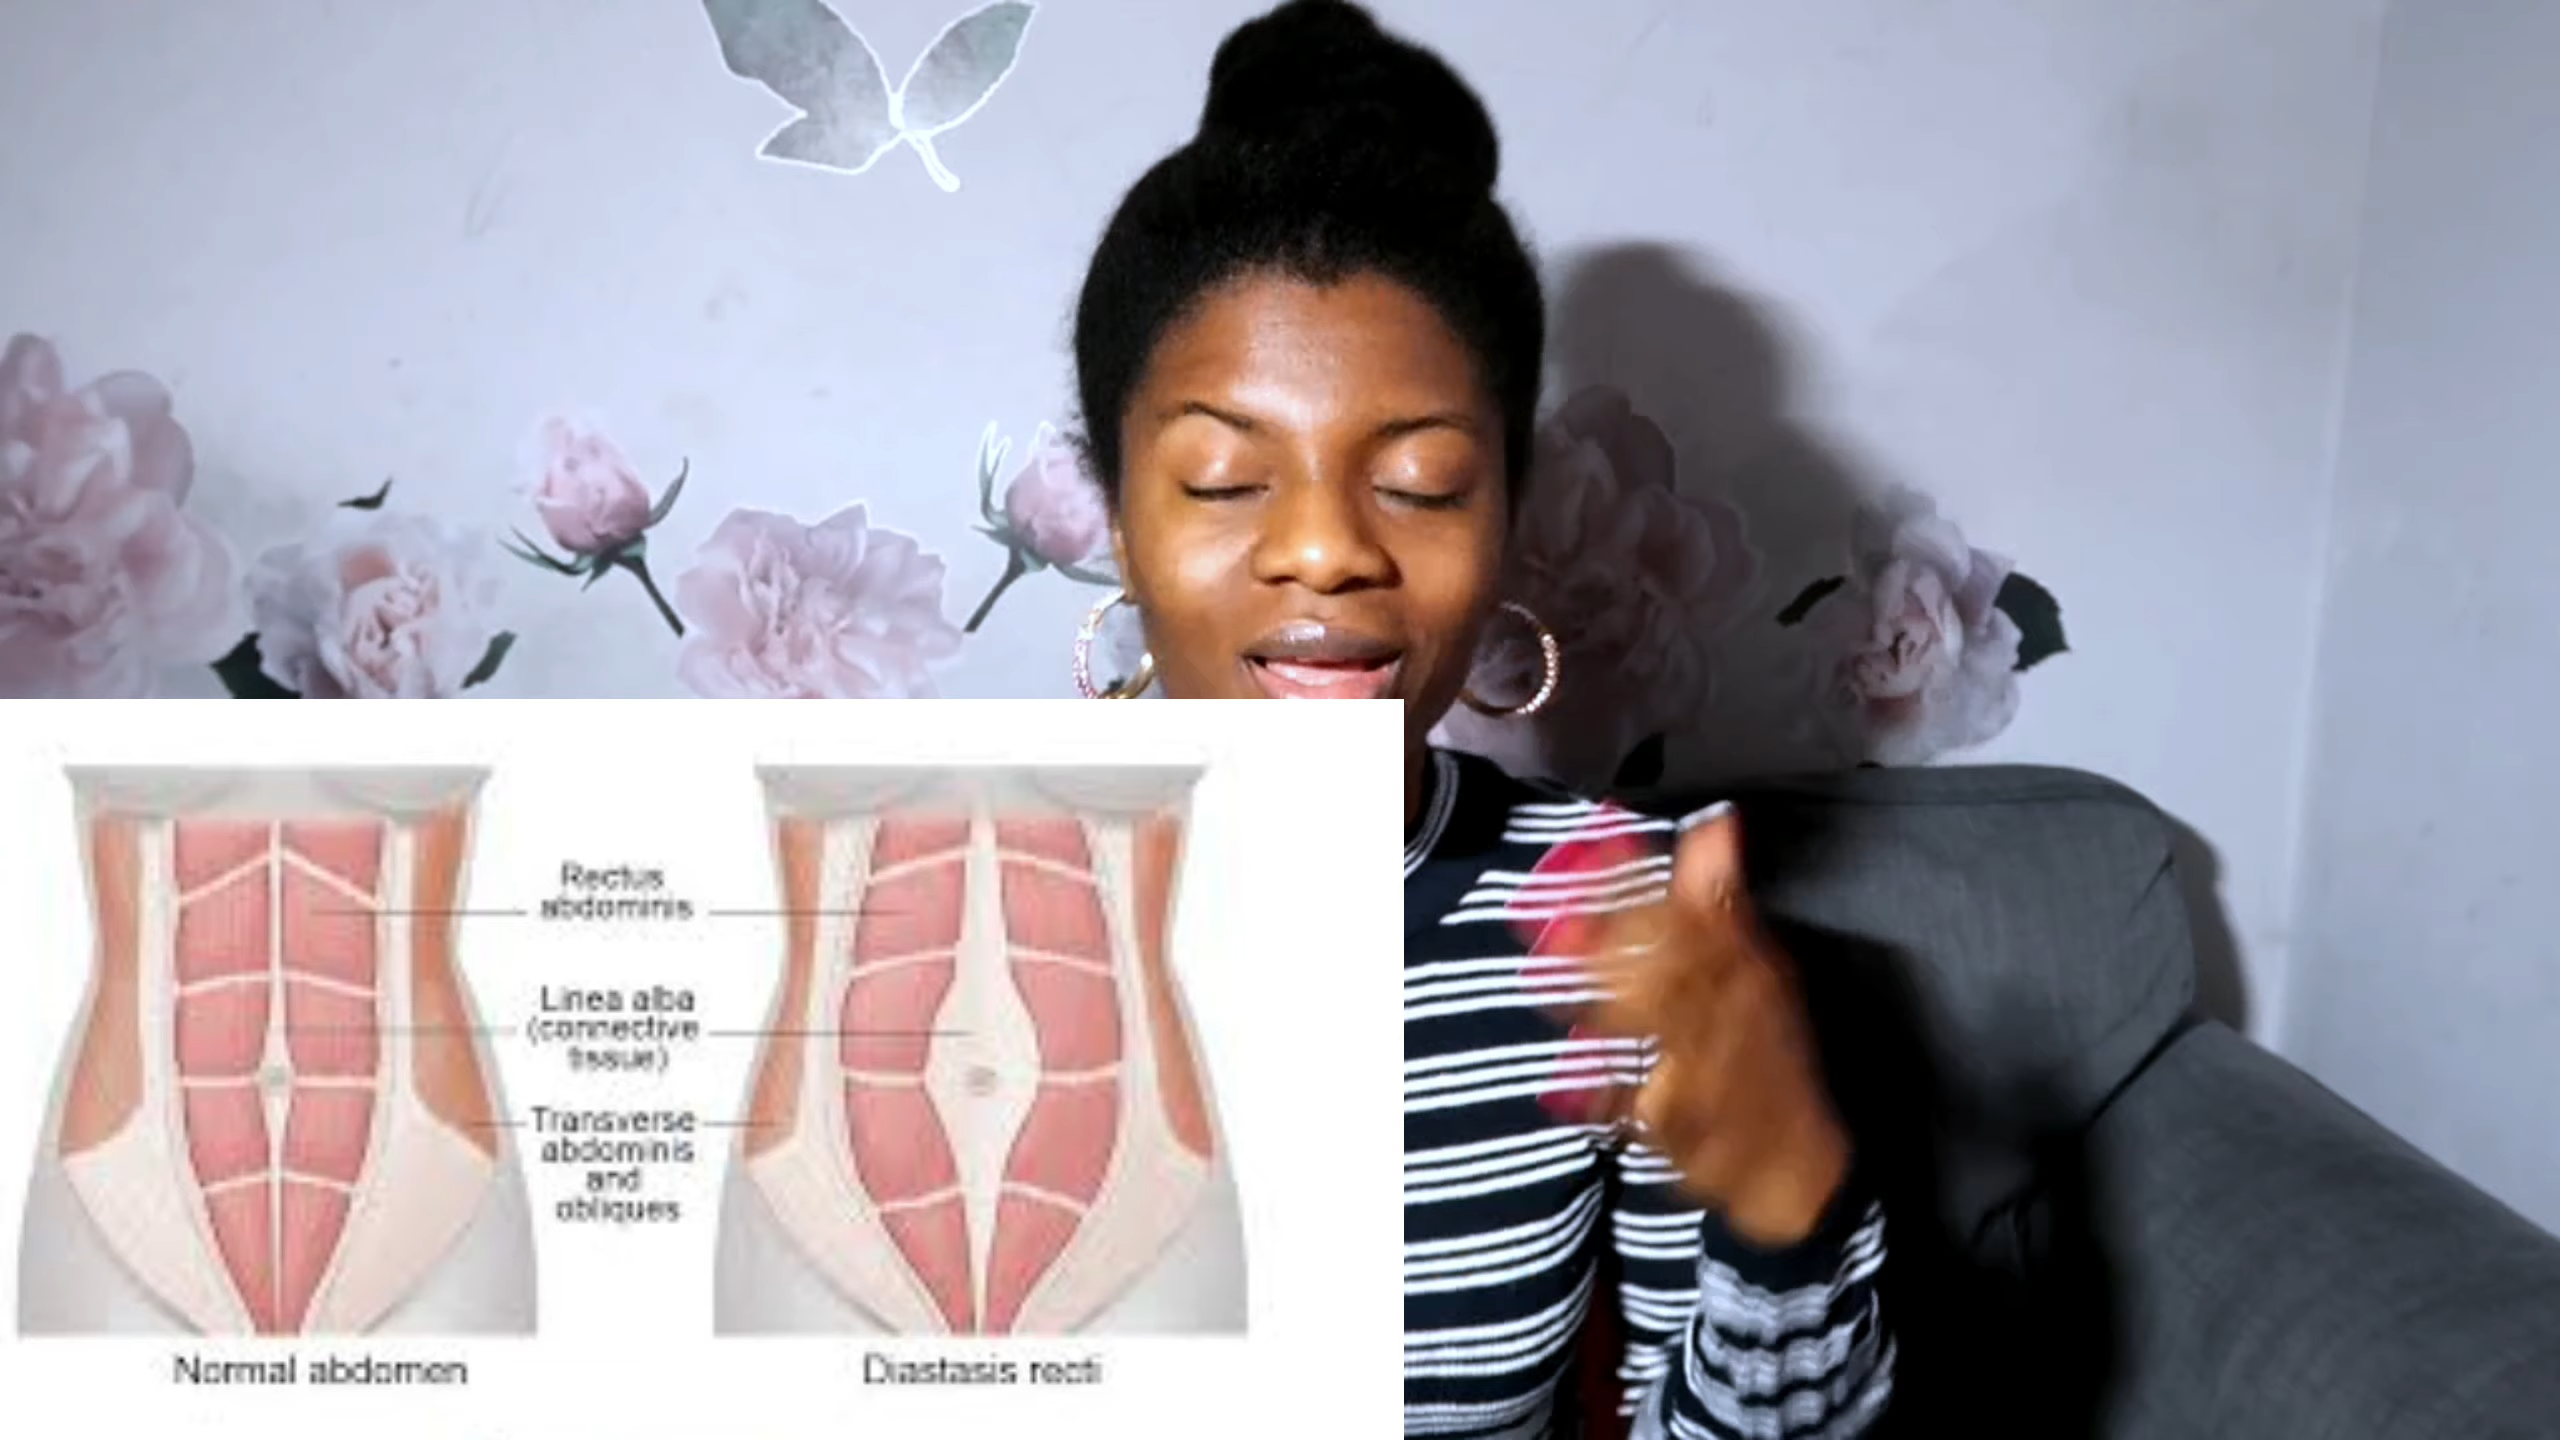 Rectus
abdominis
Linea alba
(connective
tissue)
Transverse
abdominis
and
obliques
Normal abdomen
Diastasis recti